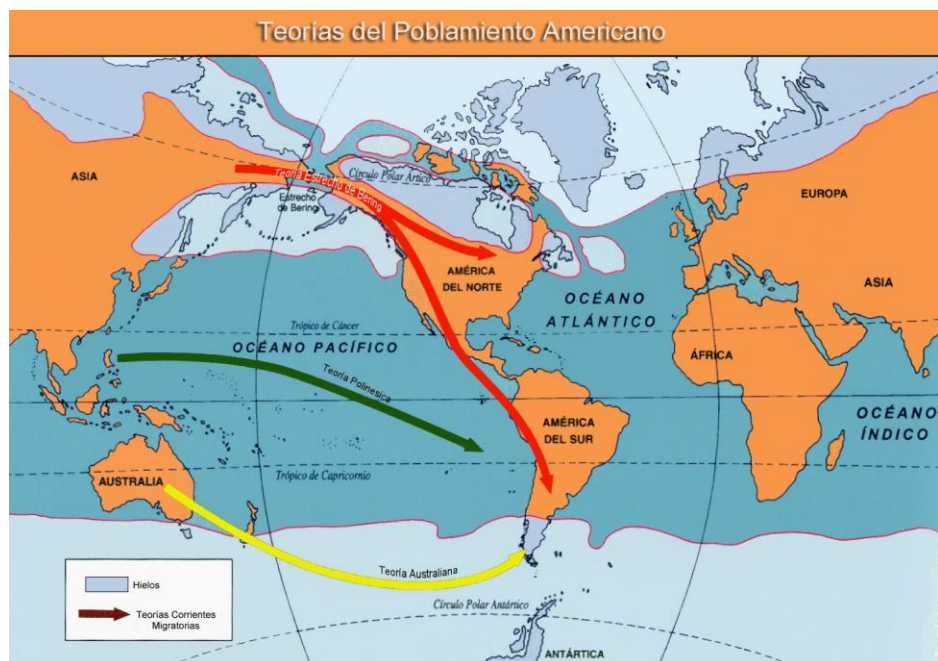 Teorías del Poblamiento Americano
ASIA
Teoría Estrecho de Bering
Círculo Polar Ártico
Estrecho
de Bering
EUROPA
AMÉRICA
DEL NORTE
ASIA
OCÉANO
ATLÁNTICO
Trópico de Cáncer
OCÉANO PACÍFICO
ÁFRICA
Teoría Polinesica
OCÉANO
ÍNDICO
AMÉRICA
DEL SUR
AUSTRALIA
Trópico de Capricornio
Teoría Australiana
Hielos
Teorías Corrientes
Migratorias
Círculo Polar Antártico
ANTÁRTICA